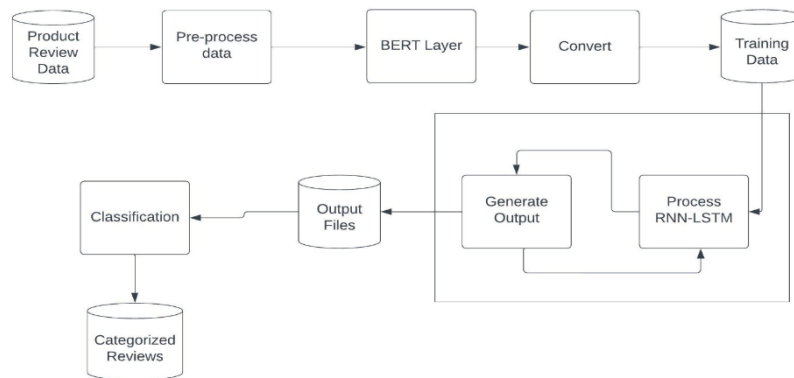 Product
Review
Data
Pre-process
data
BERT Layer
Convert
Training
Data
Classification
Output
Files
Generate
Output
Process
RNN-LSTM
Categorized
Reviews